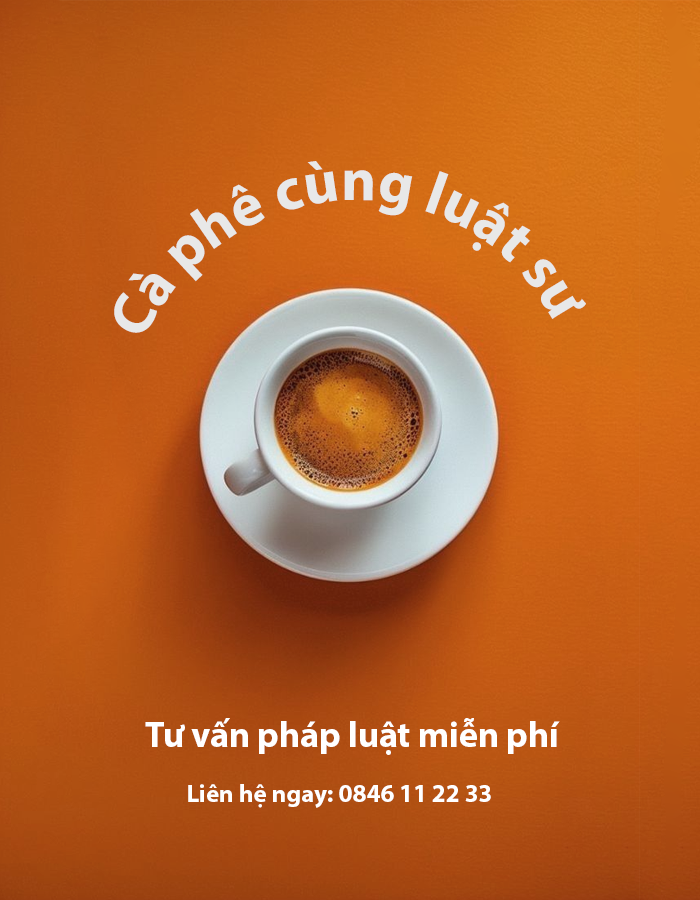 Cà phê cùng luật sư
Tư vấn pháp luật miễn phí
Liên hệ ngay: 0846 11 22 33